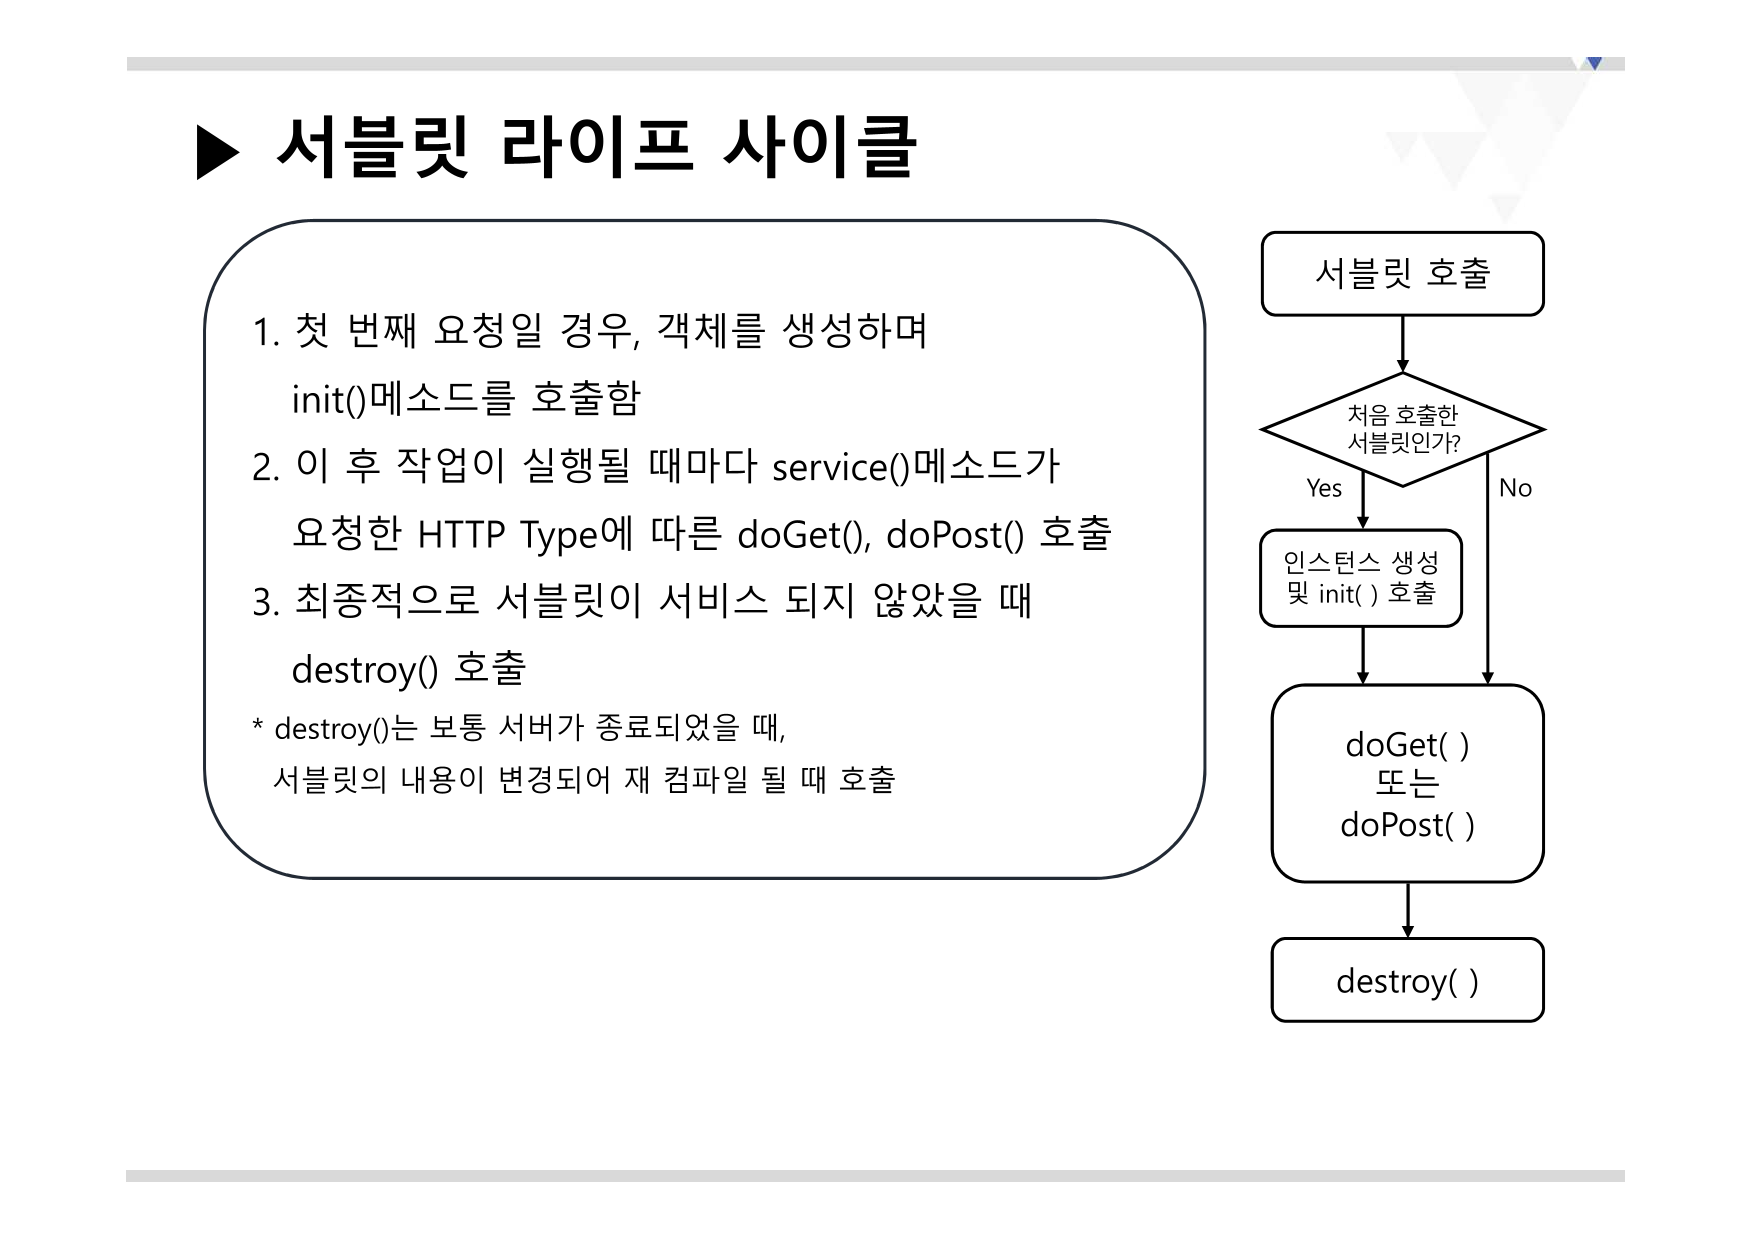 ▶ 서블릿 라이프 사이클
1. 첫 번째 요청일 경우, 객체를 생성하며
init()메소드를 호출함
2. 이 후 작업이 실행될 때마다 service()메소드가
요청한 HTTP Type에 따른 doGet(), doPost() 호출
3. 최종적으로 서블릿이 서비스 되지 않았을 때
destroy() 호출
* destroy()는 보통 서버가 종료되었을 때,
서블릿의 내용이 변경되어 재 컴파일 될 때 호출
서블릿 호출
처음 호출한
서블릿인가?
Yes
No
인스턴스 생성
및 init( ) 호출
doGet( )
또는
doPost( )
destroy( )